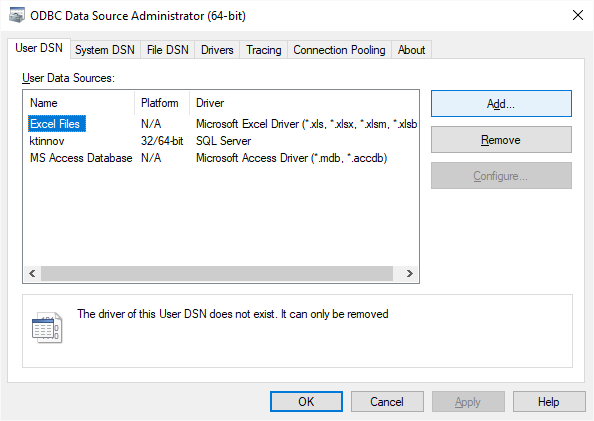 ODBC Data Source Administrator (64-bit)
User DSN System DSN File DSN Drivers Tracing Connection Pooling About
User Data Sources:
Name Platform Driver
Excel Files N/A Microsoft Excel Driver (*.xls, *.xlsx, *.xlsm, *.xlsb
ktinnov 32/64-bit SQL Server
MS Access Database N/A Microsoft Access Driver (*.mdb, *.accdb)
Add...
Remove
Configure...
The driver of this User DSN does not exist. It can only be removed
OK Cancel Apply Help